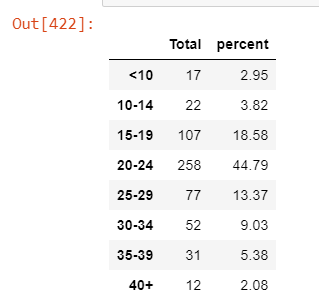 Out[422]:
Total percent
<10 17 2.95
10-14 22 3.82
15-19 107 18.58
20-24 258 44.79
25-29 77 13.37
30-34 52 9.03
35-39 31 5.38
40+ 12 2.08